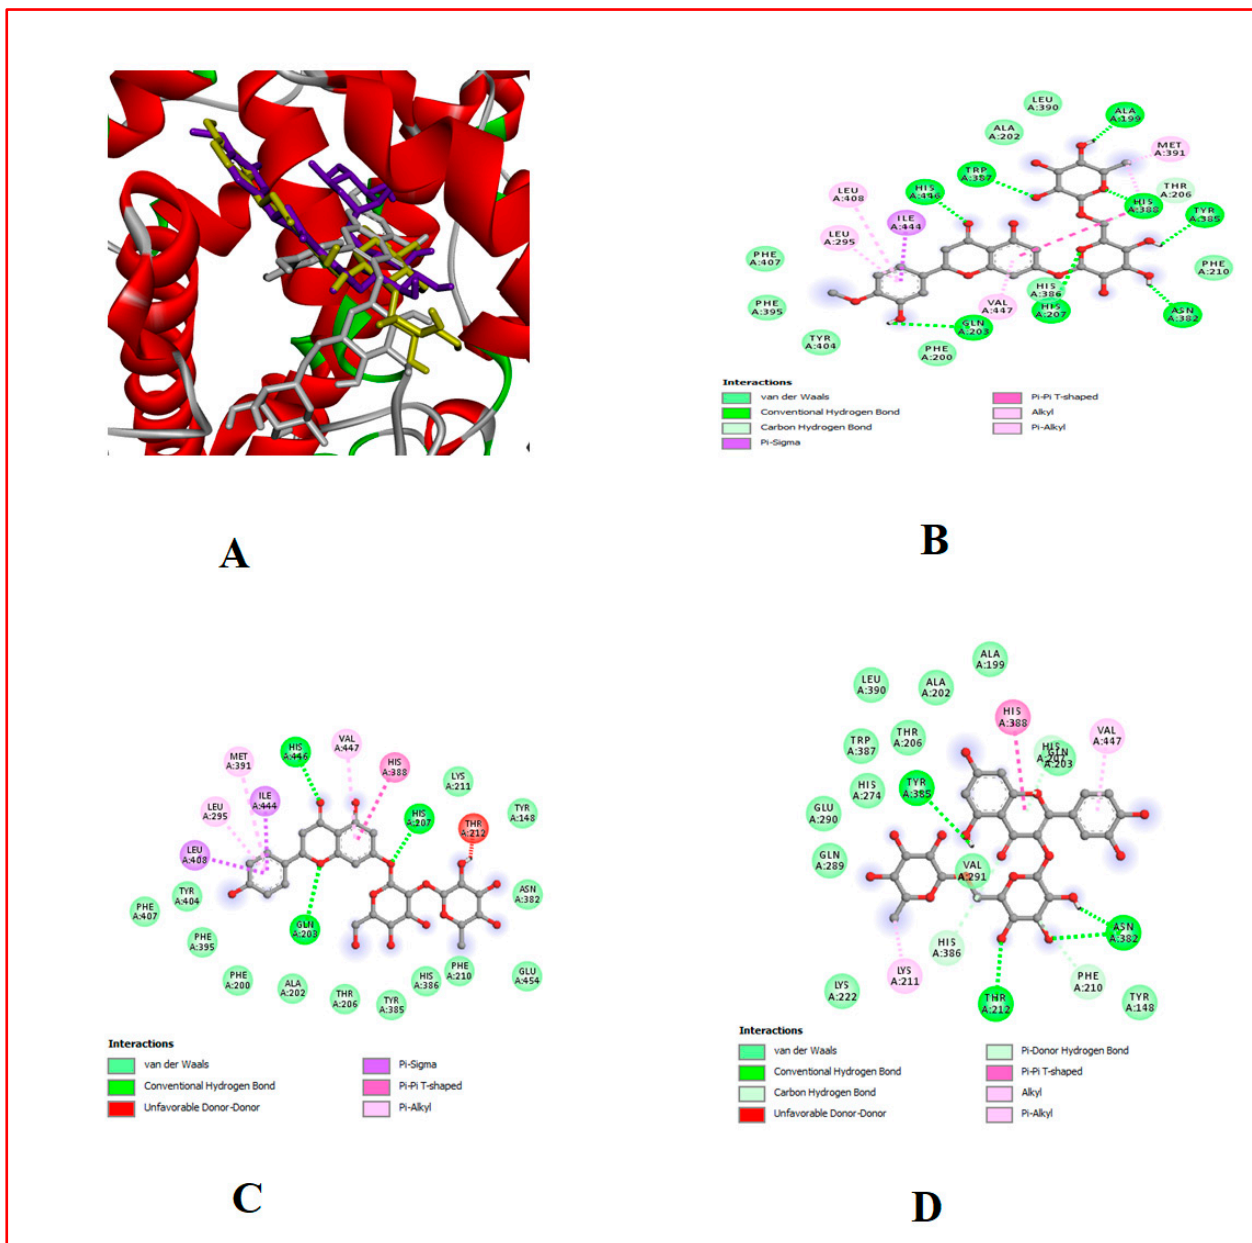 LEU
A:390
ALA
A:199
ALA
A:202
MET
A:391
TRP
A:387
THR
A:206
HIS
A:446
HIS
A:388
LEU
A:408
TYR
A:385
ILE
A:444
LEU
A:295
PHE
A:407
PHE
A:210
HIS
A:386
VAL
A:447
HIS
A:207
PHE
A:395
ASN
A:382
GLN
A:203
TYR
A:404
PHE
A:200
Interactions
van der Waals
Conventional Hydrogen Bond
Carbon Hydrogen Bond
Pi-Sigma
Pi-Pi T-shaped
Alkyl
Pi-Alkyl
A
B
HIS
A:446
VAL
A:447
MET
A:391
HIS
A:388
LYS
A:211
ILE
A:444
LEU
A:295
HIS
A:207
TYR
A:148
THR
A:212
LEU
A:408
TYR
A:404
ASN
A:382
PHE
A:407
GLN
A:203
PHE
A:395
PHE
A:200
ALA
A:202
THR
A:206
TYR
A:385
HIS
A:386
PHE
A:210
GLU
A:454
Interactions
van der Waals
Conventional Hydrogen Bond
Unfavorable Donor-Donor
Pi-Sigma
Pi-Pi T-shaped
Pi-Alkyl
C
ALA
A:199
LEU
A:390
ALA
A:202
HIS
A:388
VAL
A:447
TRP
A:387
THR
A:206
HIS
A:207
GLN
A:203
HIS
A:274
TYR
A:385
GLU
A:290
GLN
A:289
VAL
A:291
ASN
A:382
HIS
A:386
LYS
A:211
PHE
A:210
LYS
A:222
THR
A:212
TYR
A:148
Interactions
van der Waals
Conventional Hydrogen Bond
Carbon Hydrogen Bond
Unfavorable Donor-Donor
Pi-Donor Hydrogen Bond
Pi-Pi T-shaped
Alkyl
Pi-Alkyl
D